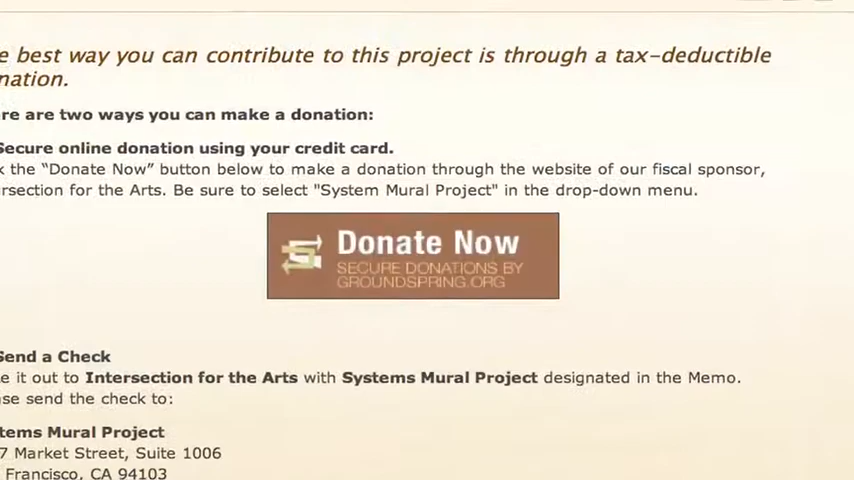 e best way you can contribute to this project is through a tax-deductible
nation.
re are two ways you can make a donation:
Secure online donation using your credit card.
k the “Donate Now” button below to make a donation through the website of our fiscal sponsor,
rsection for the Arts. Be sure to select "System Mural Project" in the drop-down menu.
Donate Now
SECURE DONATIONS BY
GROUNDSPRING.ORG
Send a Check
e it out to Intersection for the Arts with Systems Mural Project designated in the Memo.
ase send the check to:
tems Mural Project
7 Market Street, Suite 1006
Francisco, CA 94103